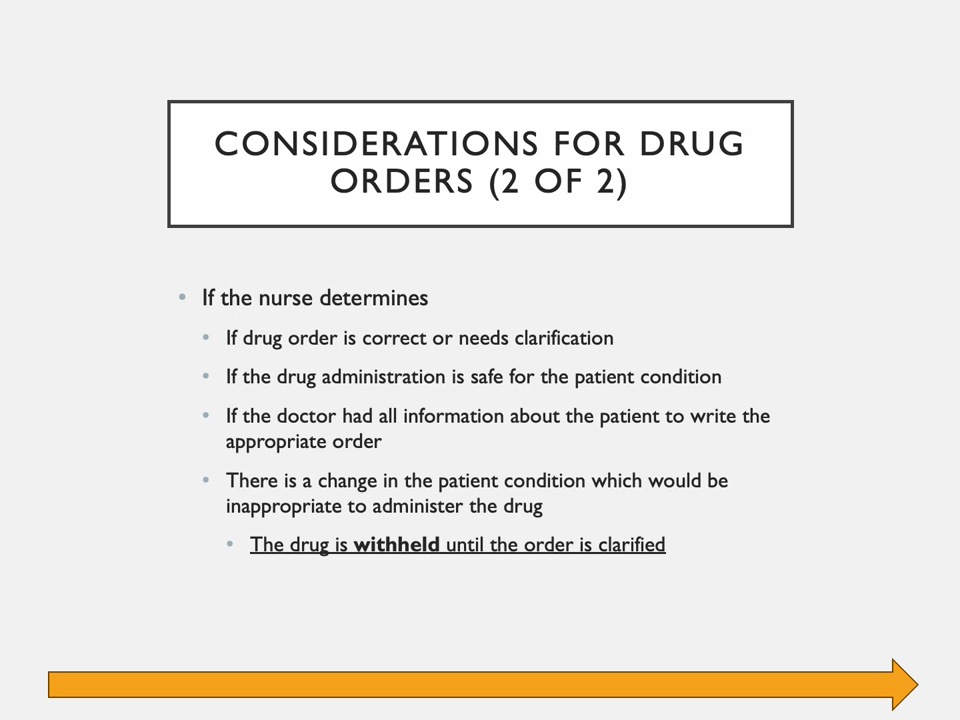 CONSIDERATIONS FOR DRUG
ORDERS (2 OF 2)
• If the nurse determines
• If drug order is correct or needs clarification
• If the drug administration is safe for the patient condition
• If the doctor had all information about the patient to write the
appropriate order
• There is a change in the patient condition which would be
inappropriate to administer the drug
• The drug is withheld until the order is clarified